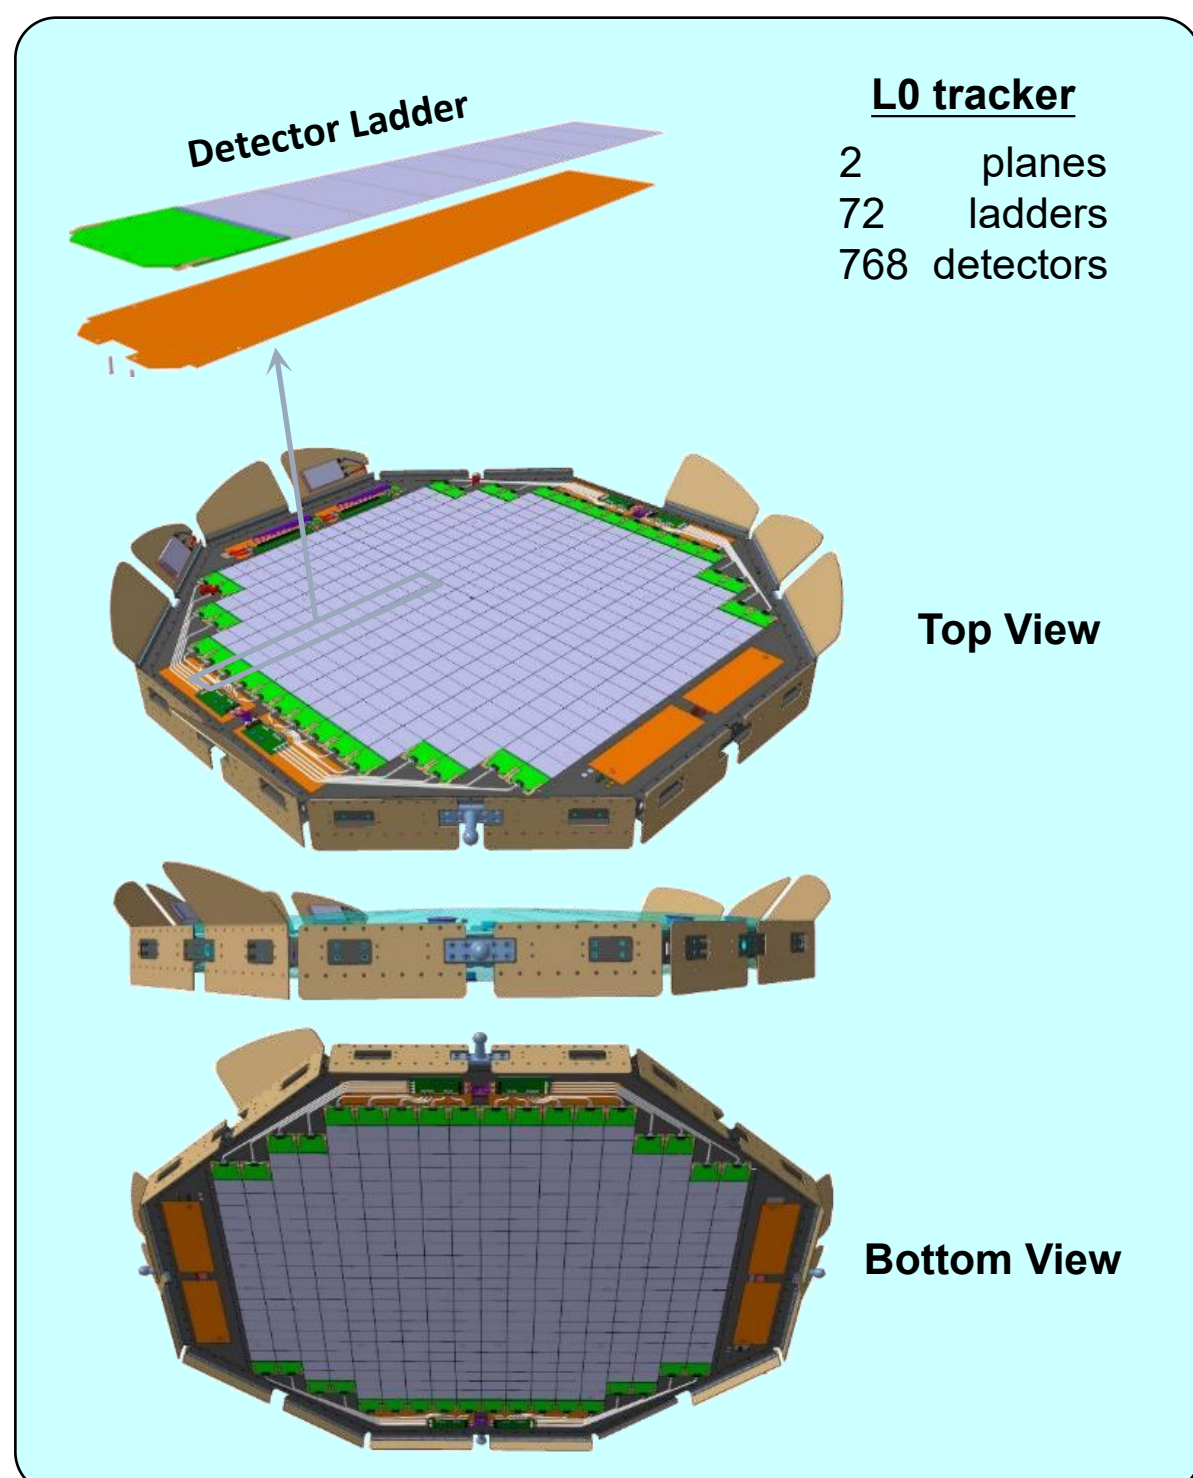 Detector Ladder
L0 tracker
2 planes
72 ladders
768 detectors
Top View
Bottom View